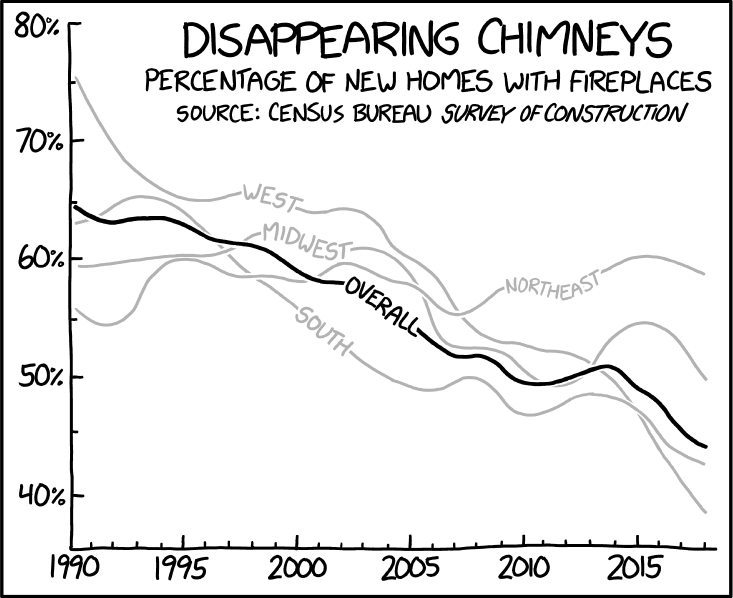 DISAPPEARING CHIMNEYS
PERCENTAGE OF NEW HOMES WITH FIREPLACES
SOURCE: CENSUS BUREAU SURVEY OF CONSTRUCTION
80%
70%
60%
50%
40%
WEST
MIDWEST
NORTHEAST
OVERALL
SOUTH
1990 1995 2000 2005 2010 2015